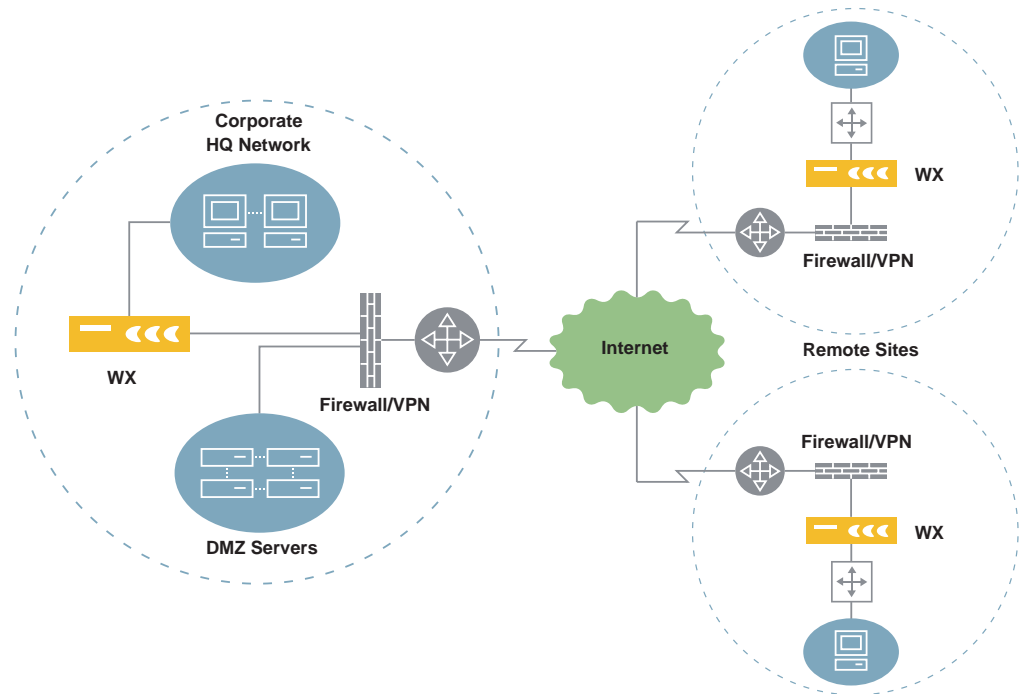 Corporate
HQ Network
WX
Firewall/VPN
DMZ Servers
Internet
WX
Firewall/VPN
Remote Sites
Firewall/VPN
WX